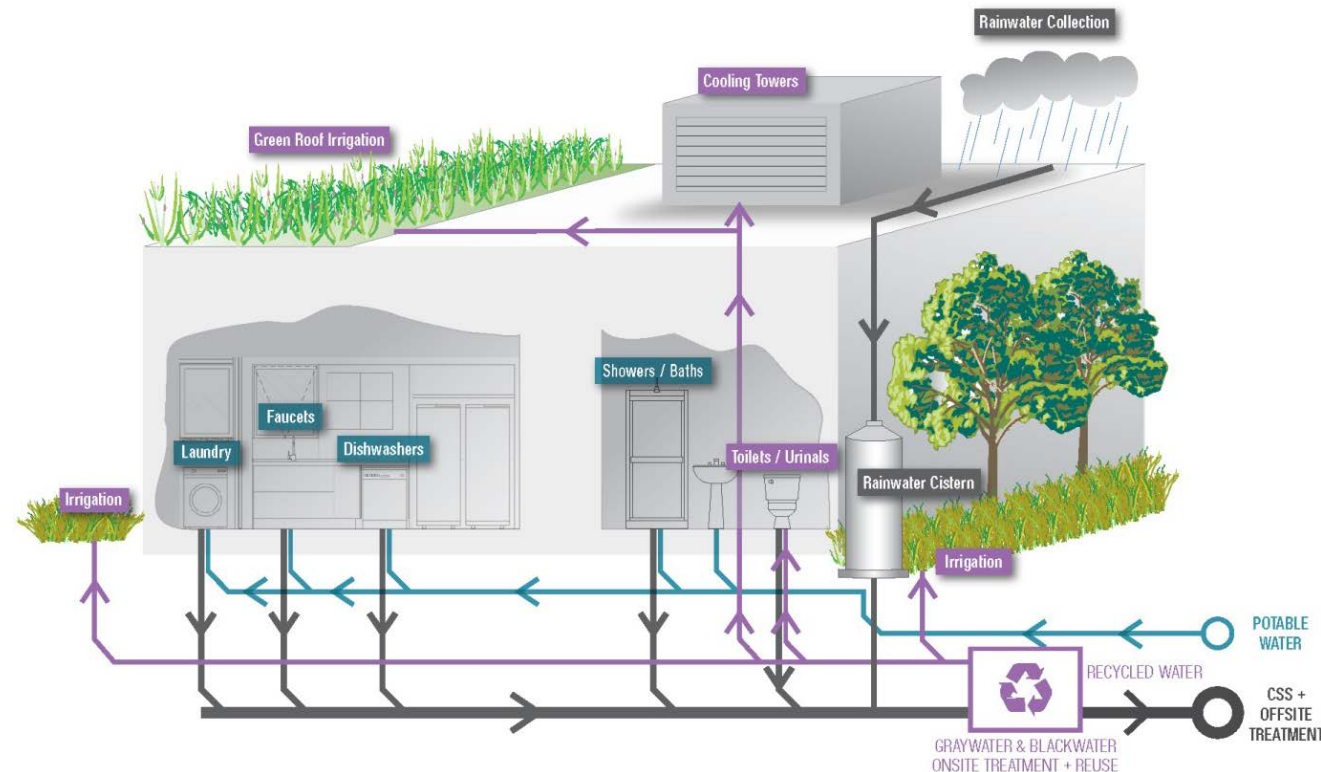 Rainwater Collection
Cooling Towers
Green Roof Irrigation
Showers / Baths
Faucets
Laundry
Dishwashers
Toilets / Urinals
Rainwater Cistern
Irrigation
Irrigation
POTABLE
WATER
RECYCLED WATER
CSS +
OFFSITE
TREATMENT
GRAYWATER & BLACKWATER
ONSITE TREATMENT + REUSE